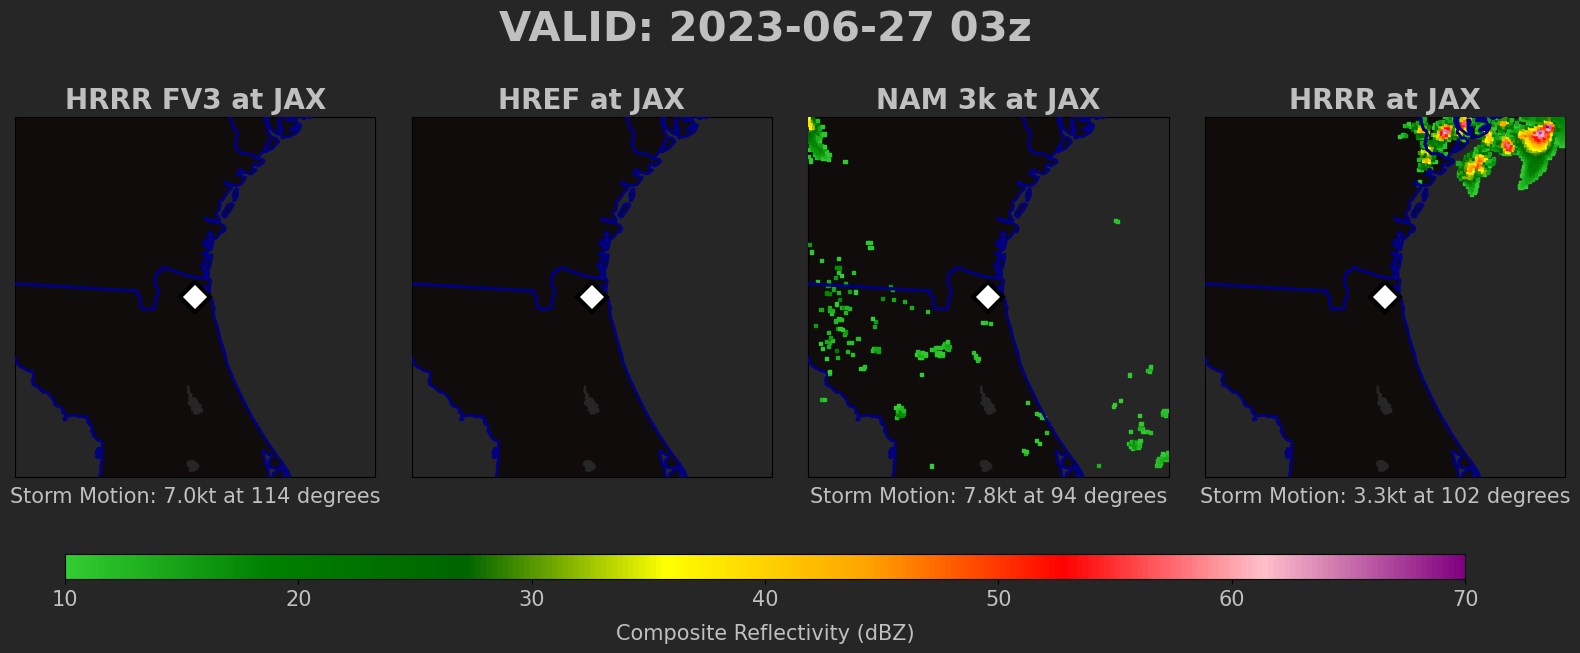 VALID: 2023-06-27 03z
HRRR FV3 at JAX
HREF at JAX
NAM 3k at JAX
HRRR at JAX
Storm Motion: 7.0kt at 114 degrees
Storm Motion: 7.8kt at 94 degrees
Storm Motion: 3.3kt at 102 degrees
10 20 30 40 50 60 70
Composite Reflectivity (dBZ)